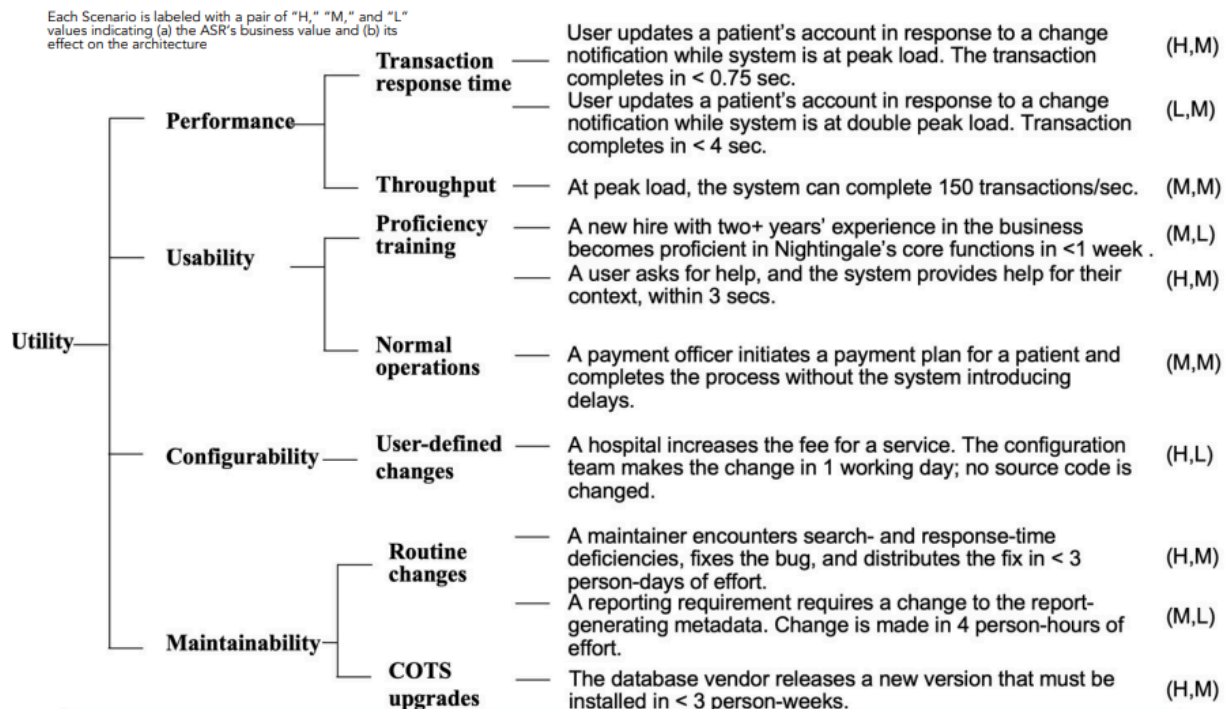 Each Scenario is labeled with a pair of “H,” “M,” and “L”
values indicating (a) the ASR’s business value and (b) its
effect on the architecture
Utility
Performance
Transaction
response time
User updates a patient’s account in response to a change
notification while system is at peak load. The transaction
completes in < 0.75 sec.
(H,M)
User updates a patient’s account in response to a change
notification while system is at double peak load. Transaction
completes in < 4 sec.
(L,M)
Throughput
At peak load, the system can complete 150 transactions/sec.
(M,M)
Usability
Proficiency
training
A new hire with two+ years’ experience in the business
becomes proficient in Nightingale’s core functions in <1 week .
(M,L)
A user asks for help, and the system provides help for their
context, within 3 secs.
(H,M)
Normal
operations
A payment officer initiates a payment plan for a patient and
completes the process without the system introducing
delays.
(M,M)
Configurability
User-defined
changes
A hospital increases the fee for a service. The configuration
team makes the change in 1 working day; no source code is
changed.
(H,L)
Maintainability
Routine
changes
A maintainer encounters search- and response-time
deficiencies, fixes the bug, and distributes the fix in < 3
person-days of effort.
(H,M)
A reporting requirement requires a change to the report-
generating metadata. Change is made in 4 person-hours of
effort.
(M,L)
COTS
upgrades
The database vendor releases a new version that must be
installed in < 3 person-weeks.
(H,M)